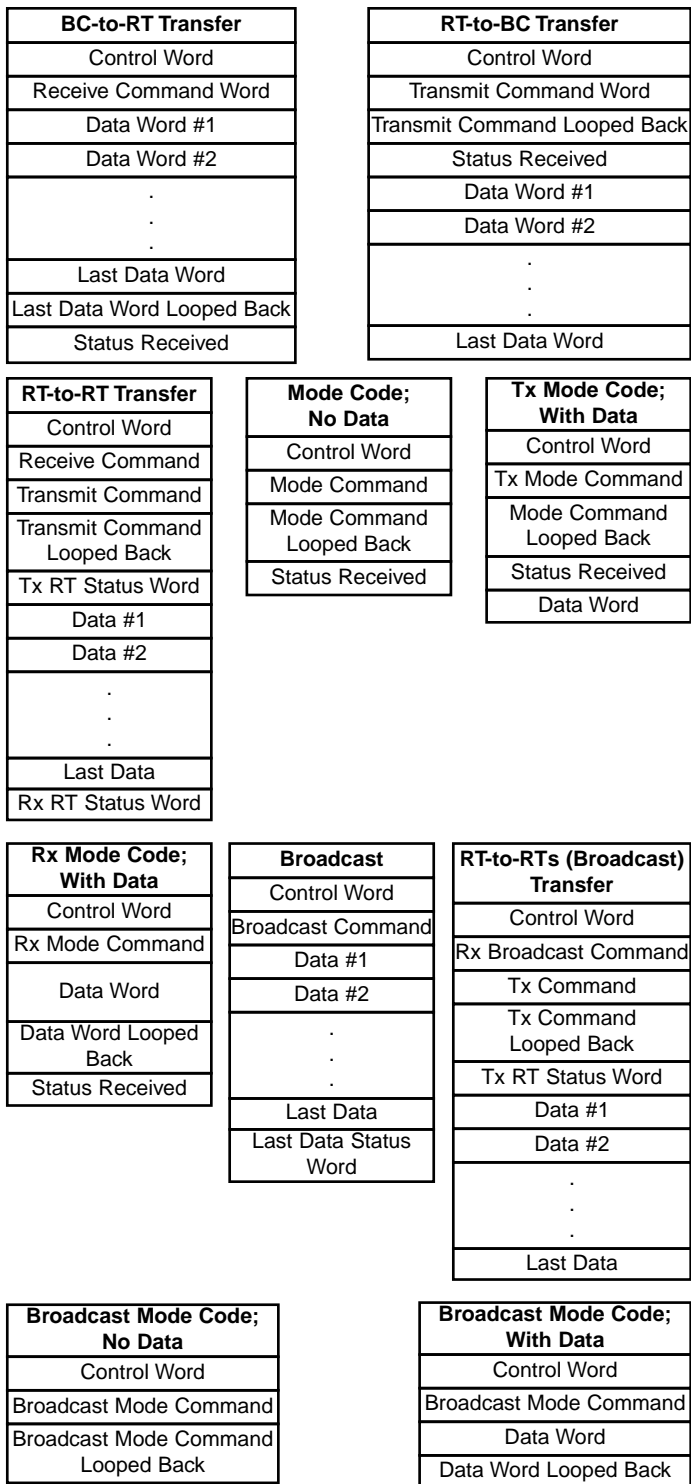 BC-to-RT Transfer
Control Word
Receive Command Word
Data Word #1
Data Word #2
.
.
.
Last Data Word
Last Data Word Looped Back
Status Received
RT-to-BC Transfer
Control Word
Transmit Command Word
Transmit Command Looped Back
Status Received
Data Word #1
Data Word #2
.
.
.
Last Data Word
RT-to-RT Transfer
Control Word
Receive Command
Transmit Command
Transmit Command
Looped Back
Tx RT Status Word
Data #1
Data #2
.
.
.
Last Data
Rx RT Status Word
Mode Code;
No Data
Control Word
Mode Command
Mode Command
Looped Back
Status Received
Tx Mode Code;
With Data
Control Word
Tx Mode Command
Mode Command
Looped Back
Status Received
Data Word
Rx Mode Code;
With Data
Control Word
Rx Mode Command
Data Word
Data Word Looped
Back
Status Received
Broadcast
Control Word
Broadcast Command
Data #1
Data #2
.
.
.
Last Data
Last Data Status
Word
RT-to-RTs (Broadcast)
Transfer
Control Word
Rx Broadcast Command
Tx Command
Tx Command
Looped Back
Tx RT Status Word
Data #1
Data #2
.
.
.
Last Data
Broadcast Mode Code;
No Data
Control Word
Broadcast Mode Command
Broadcast Mode Command
Looped Back
Broadcast Mode Code;
With Data
Control Word
Broadcast Mode Command
Data Word
Data Word Looped Back